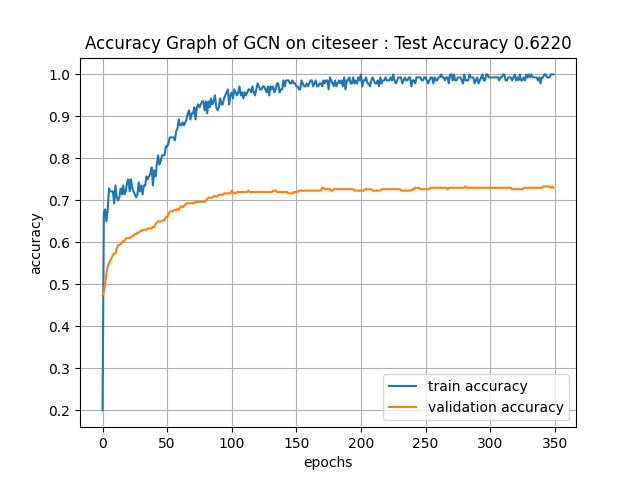 Accuracy Graph of GCN on citeseer : Test Accuracy 0.6220
1.0
0.9
0.8
0.7
0.6
0.5
0.4
0.3
0.2
accuracy
train accuracy
validation accuracy
0 50 100 150 200 250 300 350
epochs